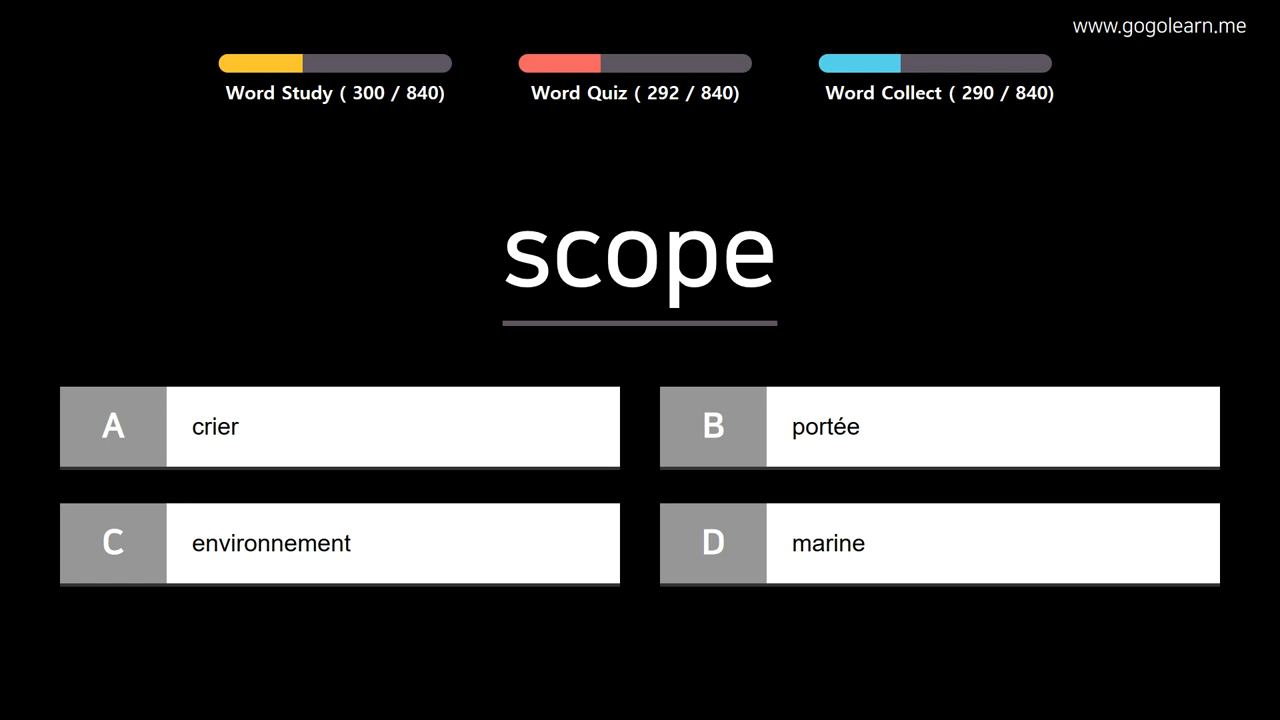 www.gogolearn.me
Word Study ( 300 / 840)
Word Quiz ( 292 / 840)
Word Collect ( 290 / 840)
scope
A crier
B portée
C environnement
D marine